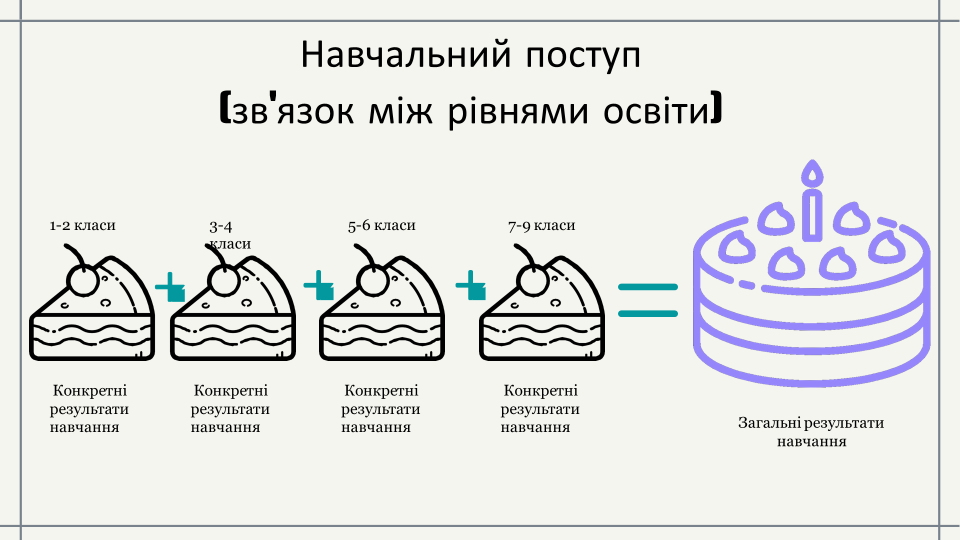 Навчальний поступ
(зв'язок між рівнями освіти)
1-2 класи
3-4
класи
5-6 класи
7-9 класи
Конкретні
результати
навчання
Конкретні
результати
навчання
Конкретні
результати
навчання
Конкретні
результати
навчання
Загальні результати
навчання